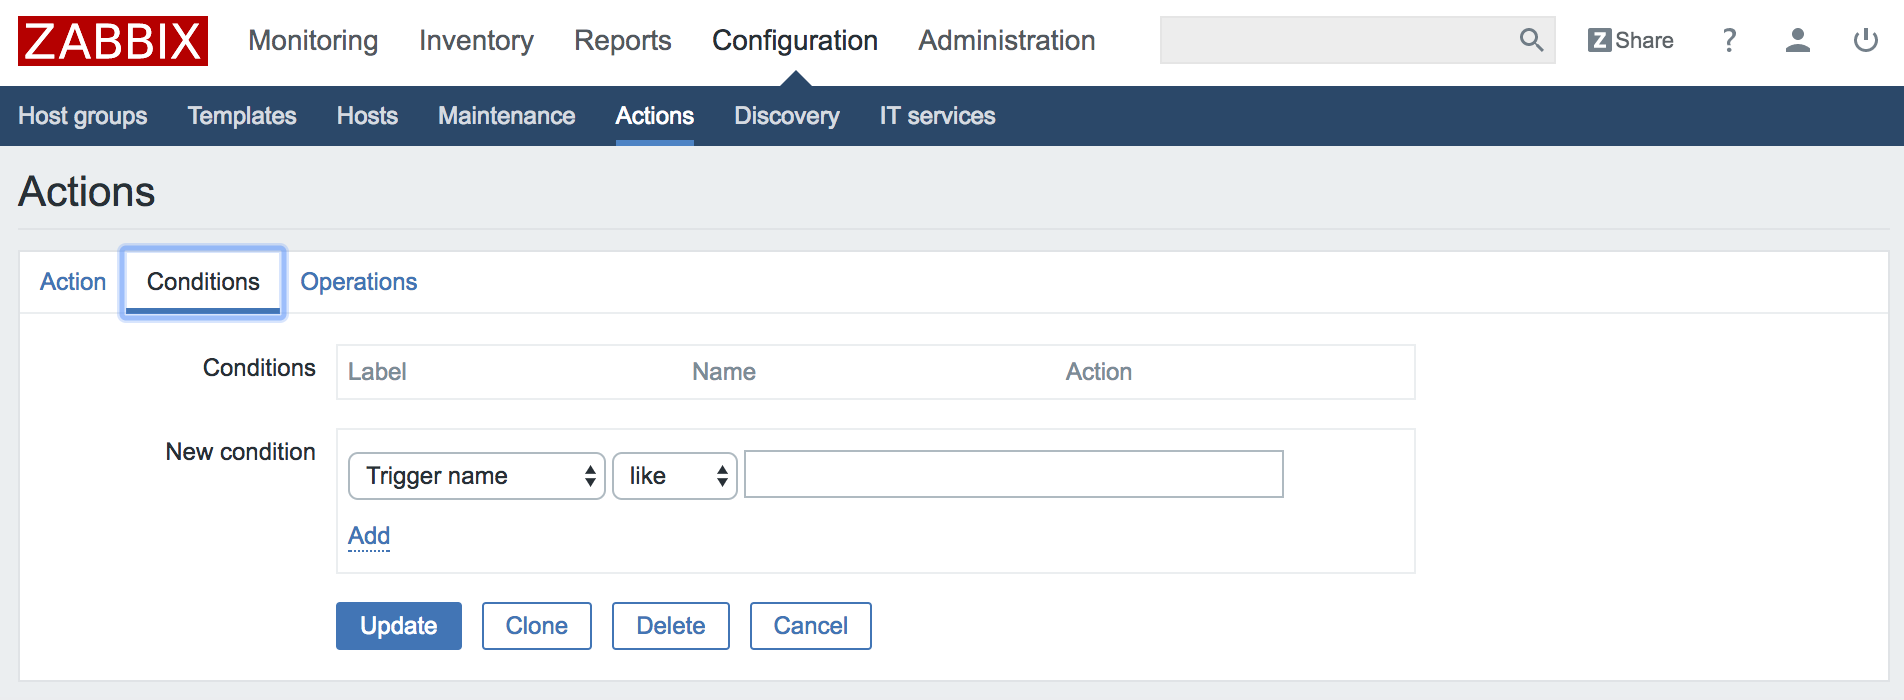 ZABBIX Monitoring Inventory Reports Configuration Administration Z Share ?
Host groups Templates Hosts Maintenance Actions Discovery IT services
Actions
Action Conditions Operations
Conditions Label Name Action
New condition
Trigger name like
Add
Update Clone Delete Cancel